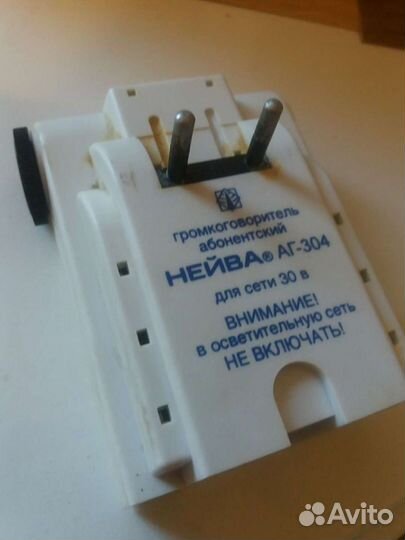 громкоговоритель
абонентский
НЕЙВА® АГ-304
для сети 30 в
ВНИМАНИЕ!
в осветительную сеть
НЕ ВКЛЮЧАТЬ!
Avito